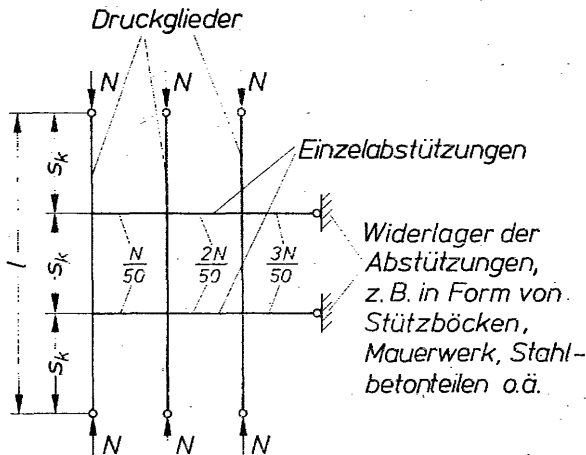 Druckglieder
N N N
Einzelabstützungen
s_k
s_k
s_k
l
N/50 2N/50 3N/50
Widerlager der
Abstützungen,
z. B. in Form von
Stützböcken,
Mauerwerk, Stahl-
betonteilen o.ä.
N N N